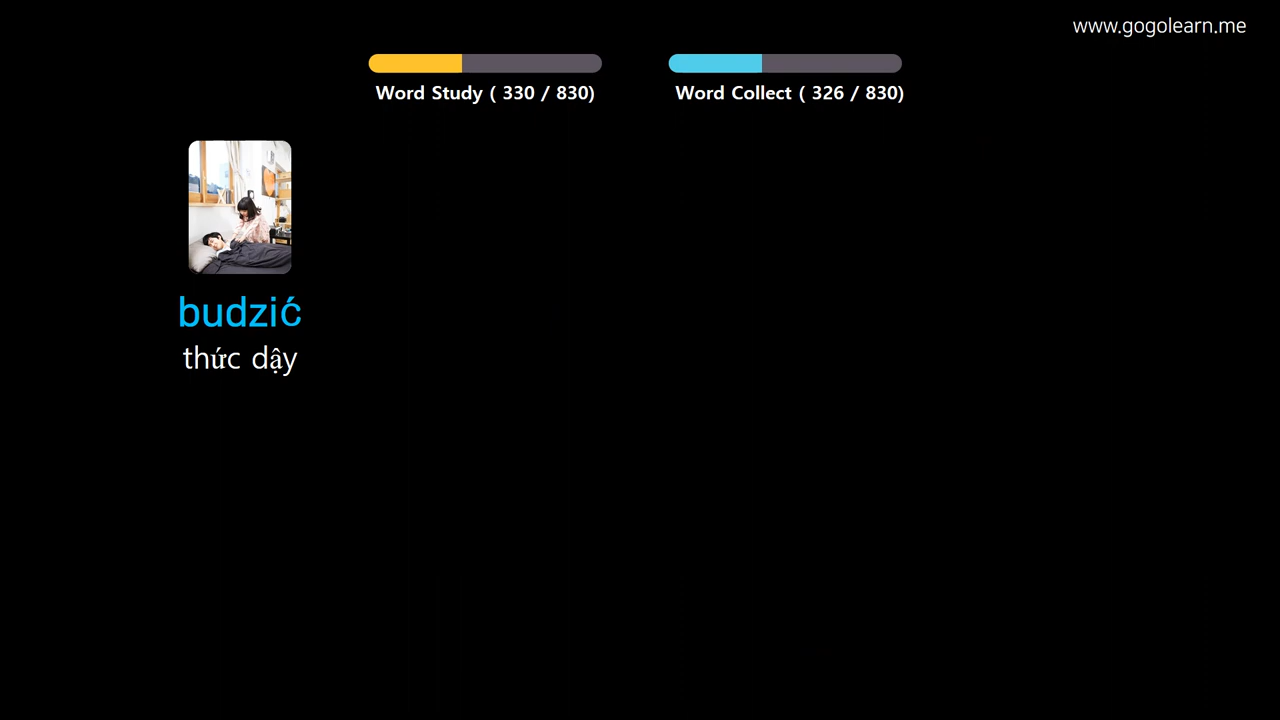 www.gogolearn.me
Word Study ( 330 / 830)
Word Collect ( 326 / 830)
budzić
thức dậy